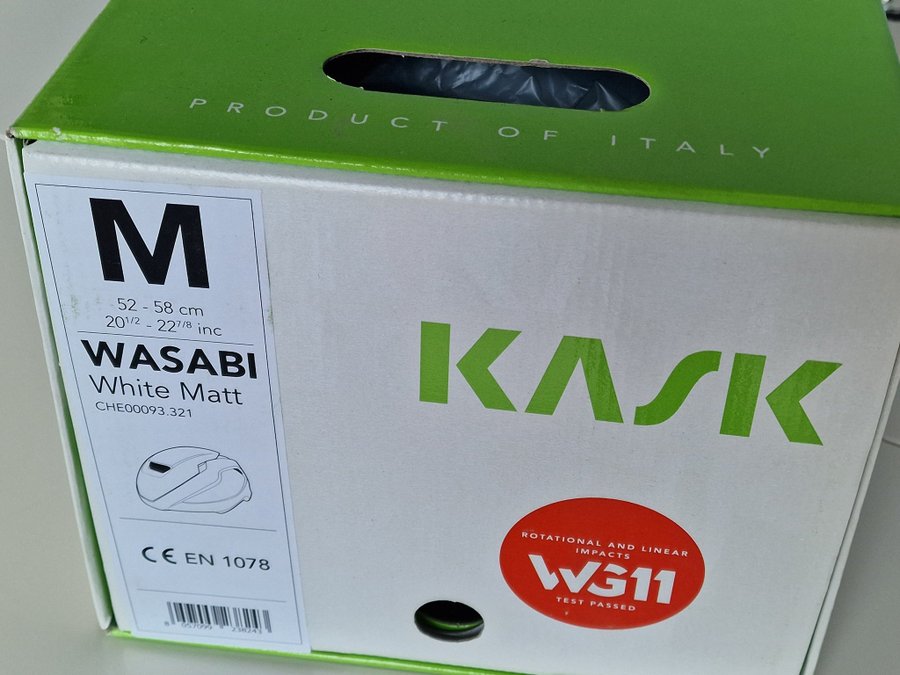 PRODUCT OF ITALY
M
52 - 58 cm
20 1/2 - 22 7/8 inc
WASABI
White Matt
CHE00093.321
CE EN 1078
KASK
ROTATIONAL AND LINEAR
IMPACTS
WG11
TEST PASSED